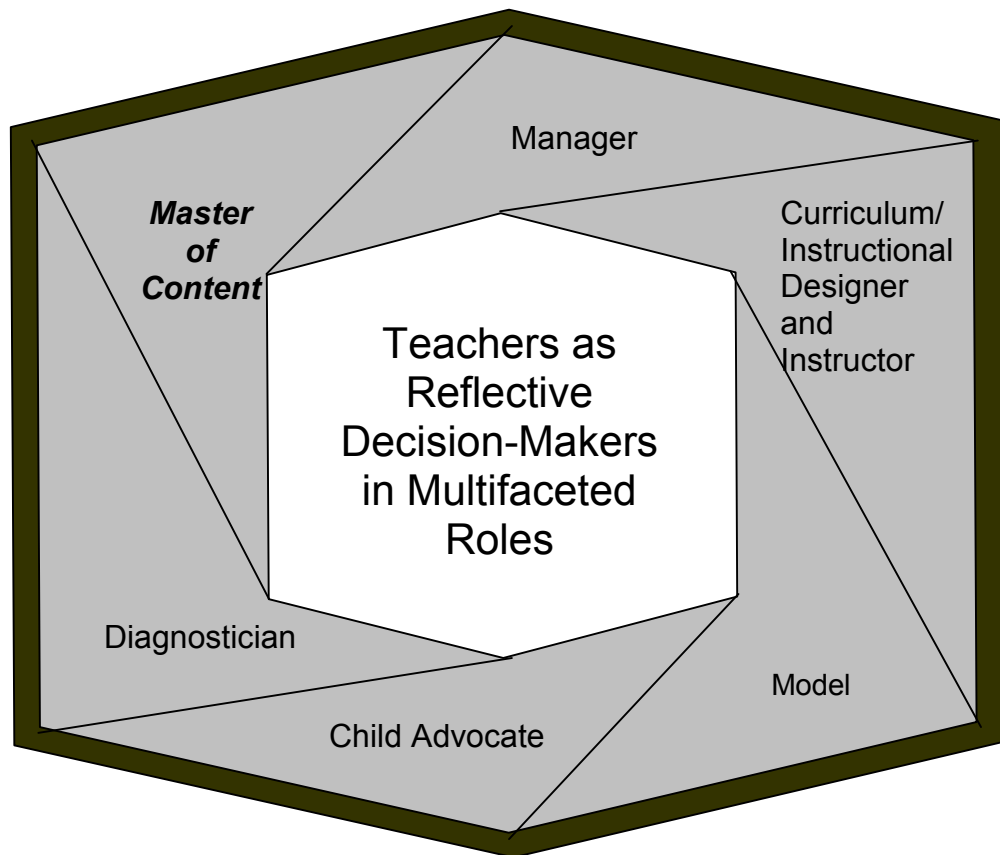 Manager
Master
of
Content
Curriculum/
Instructional
Designer
and
Instructor
Teachers as
Reflective
Decision-Makers
in Multifaceted
Roles
Diagnostician
Model
Child Advocate